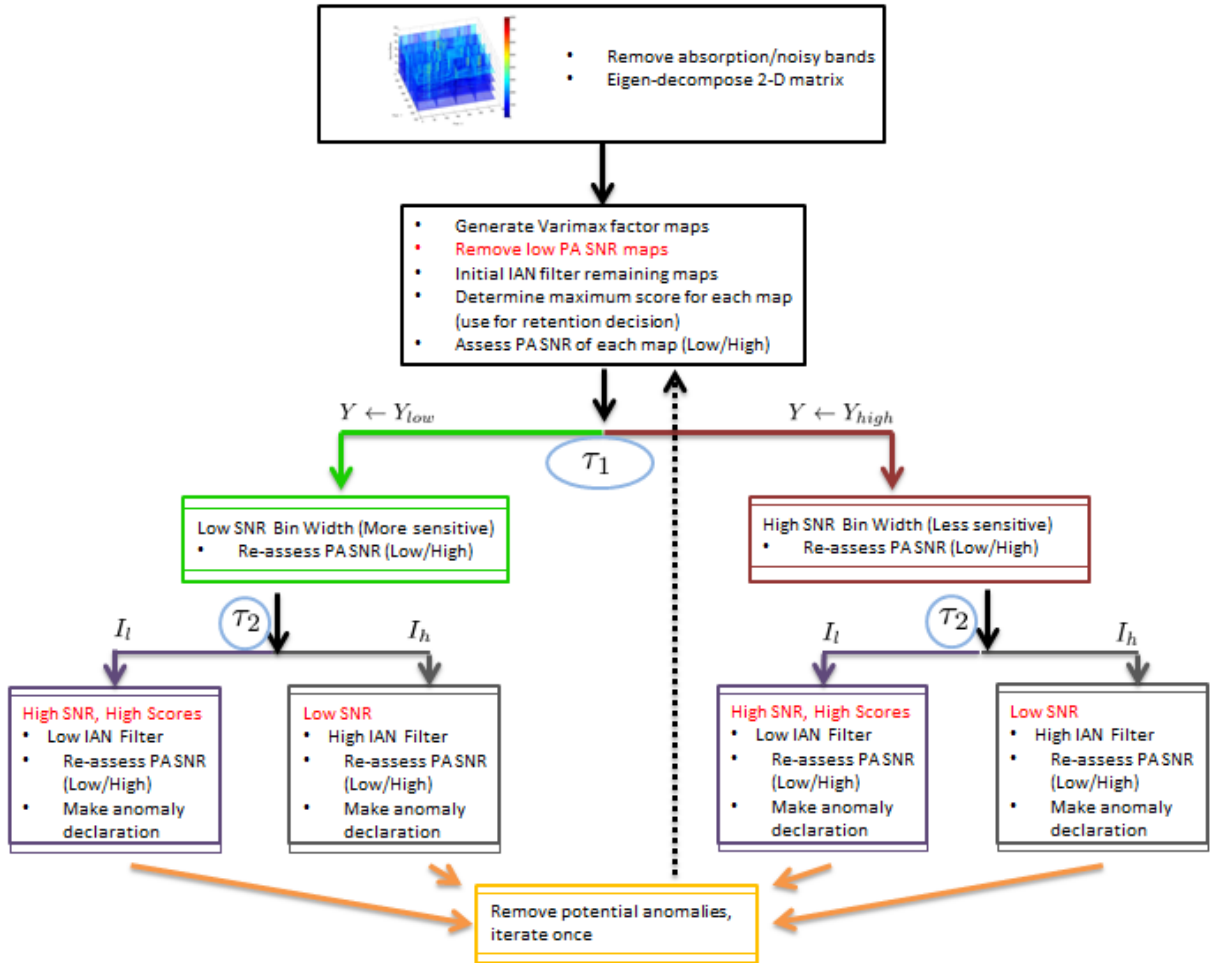 • Remove absorption/noisy bands
• Eigen-decompose 2-D matrix
• Generate Varimax factor maps
• Remove low PA SNR maps
• Initial IAN filter remaining maps
• Determine maximum score for each map
(use for retention decision)
• Assess PA SNR of each map (Low/High)
Y ← Y_low
Y ← Y_high
τ1
Low SNR Bin Width (More sensitive)
• Re-assess PA SNR (Low/High)
High SNR Bin Width (Less sensitive)
• Re-assess PA SNR (Low/High)
τ2
I_l
I_h
τ2
I_l
I_h
High SNR, High Scores
• Low IAN Filter
• Re-assess PA SNR
(Low/High)
• Make anomaly
declaration
Low SNR
• High IAN Filter
• Re-assess PA SNR
(Low/High)
• Make anomaly
declaration
High SNR, High Scores
• Low IAN Filter
• Re-assess PA SNR
(Low/High)
• Make anomaly
declaration
Low SNR
• High IAN Filter
• Re-assess PA SNR
(Low/High)
• Make anomaly
declaration
Remove potential anomalies,
iterate once